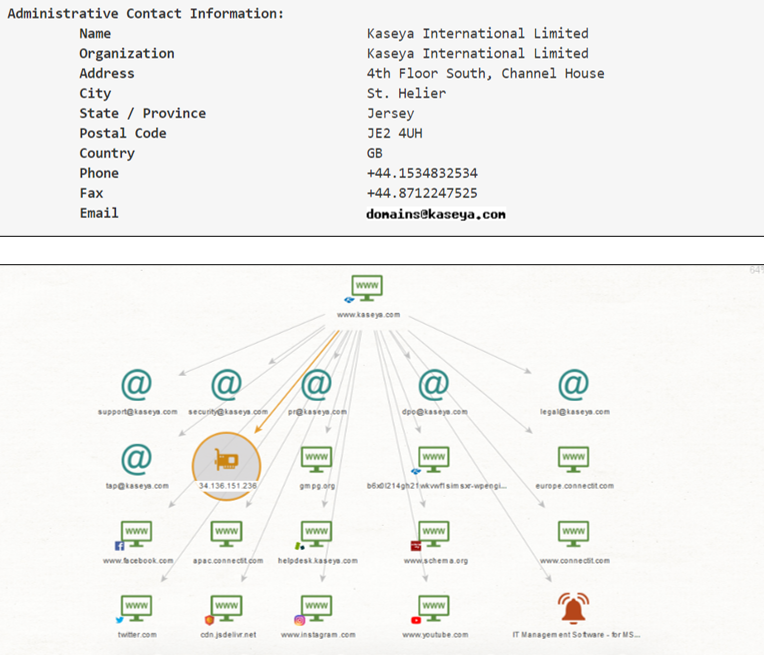 Administrative Contact Information:
Name Kaseya International Limited
Organization Kaseya International Limited
Address 4th Floor South, Channel House
City St. Helier
State / Province Jersey
Postal Code JE2 4UH
Country GB
Phone +44.1534832534
Fax +44.8712247525
Email domains@kaseya.com
WWW
www.kaseya.com
@ @ @ @ @
support@kaseya.com security@kaseya.com pr@kaseya.com dpo@kaseya.com legal@kaseya.com
@ WWW WWW WWW
tap@kaseya.com 34.136.151.236 gmpg.org europe.connectit.com
WWW WWW WWW WWW WWW
www.facebook.com apac.connectit.com helpdesk.kaseya.com www.schema.org www.connectit.com
WWW WWW WWW WWW
twitter.com cdn.jsdelivr.net www.instagram.com www.youtube.com IT Management Software - for MS...